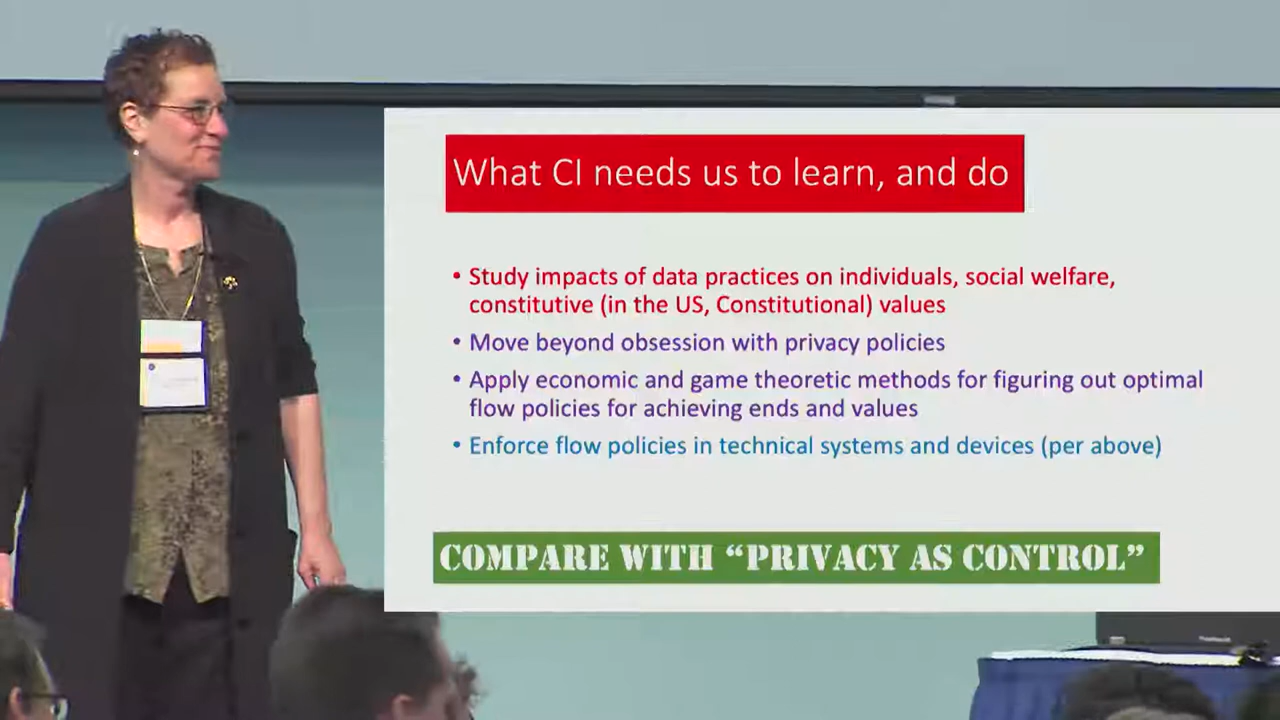 What CI needs us to learn, and do
• Study impacts of data practices on individuals, social welfare,
constitutive (in the US, Constitutional) values
• Move beyond obsession with privacy policies
• Apply economic and game theoretic methods for figuring out optimal
flow policies for achieving ends and values
• Enforce flow policies in technical systems and devices (per above)
COMPARE WITH “PRIVACY AS CONTROL”